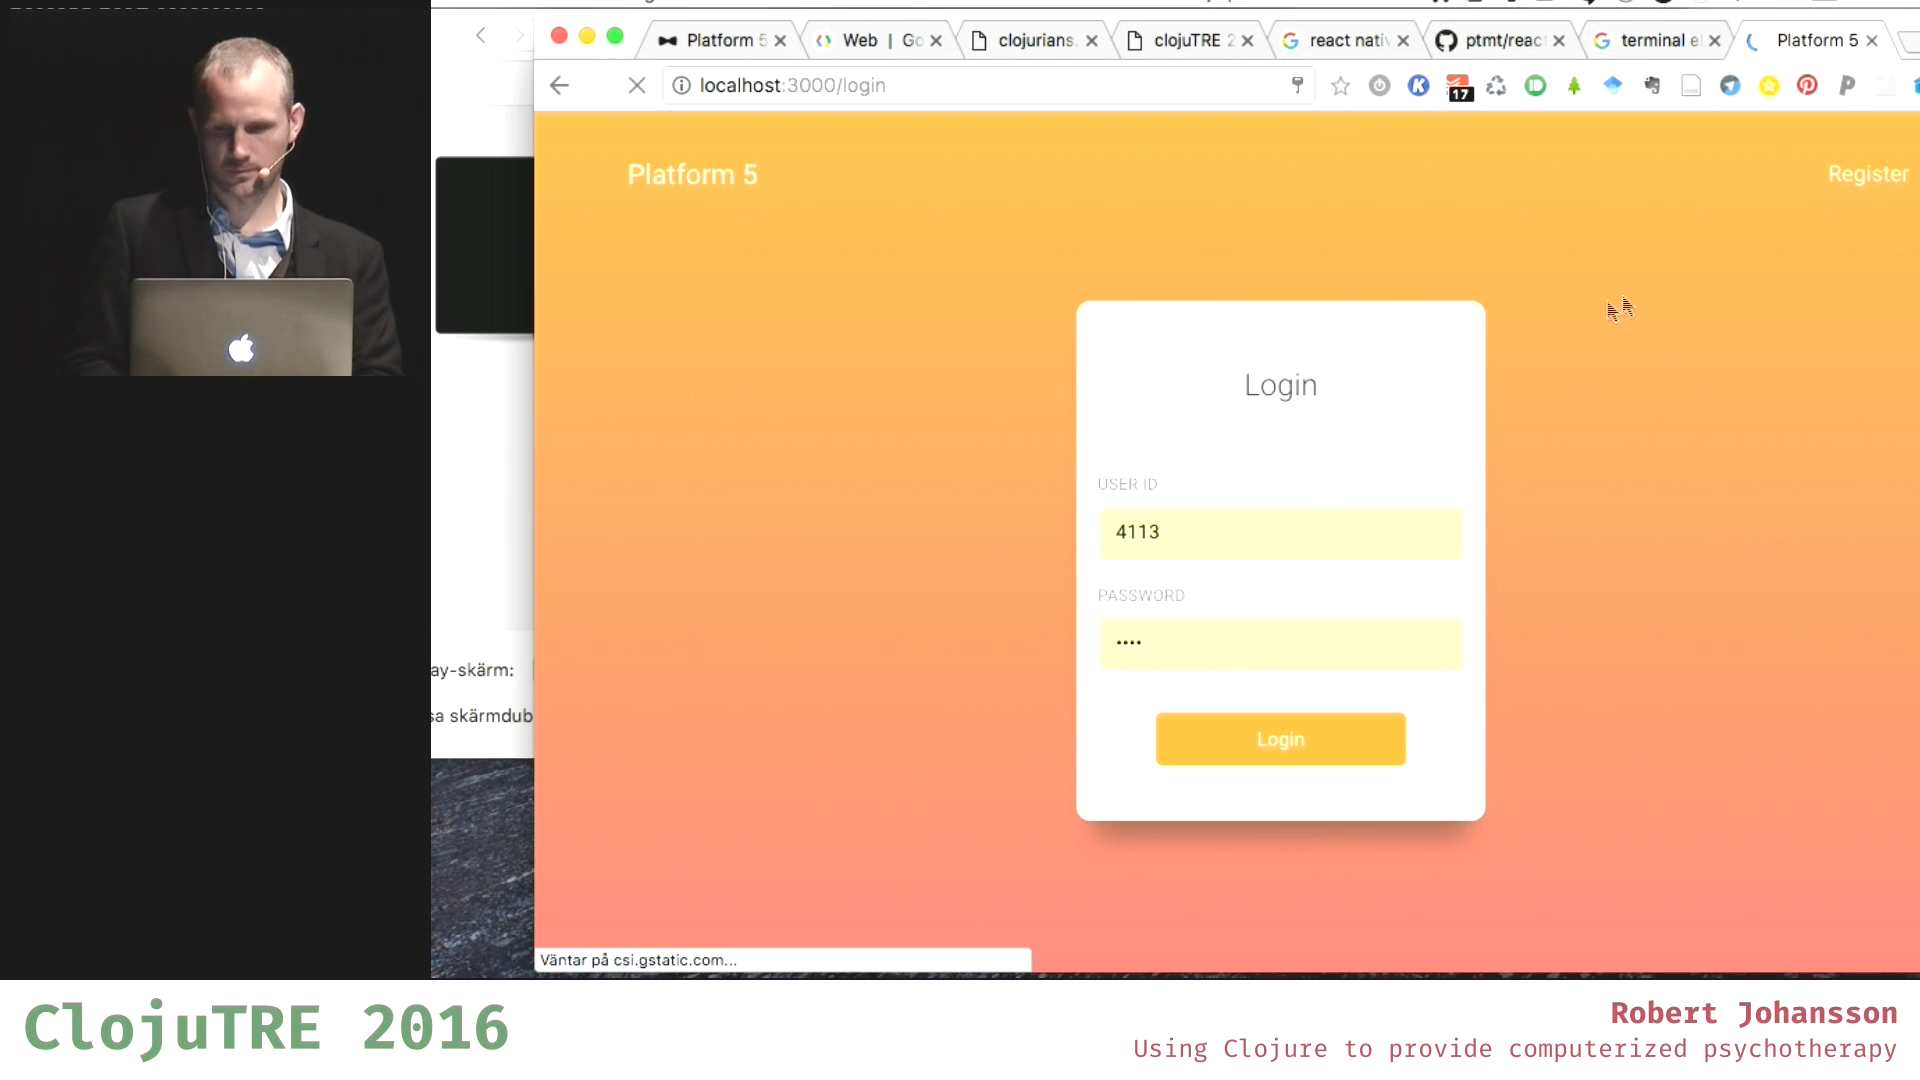 Platform 5
Web | Go
clojurians.
clojuTRE 2
react nativ
ptmt/reac
terminal e
Platform 5
localhost:3000/login
17
Platform 5
Register
Login
USER ID
4113
PASSWORD
••••
Login
ay-skärm:
sa skärmdub
Väntar på csi.gstatic.com...
ClojuTRE 2016
Robert Johansson
Using Clojure to provide computerized psychotherapy